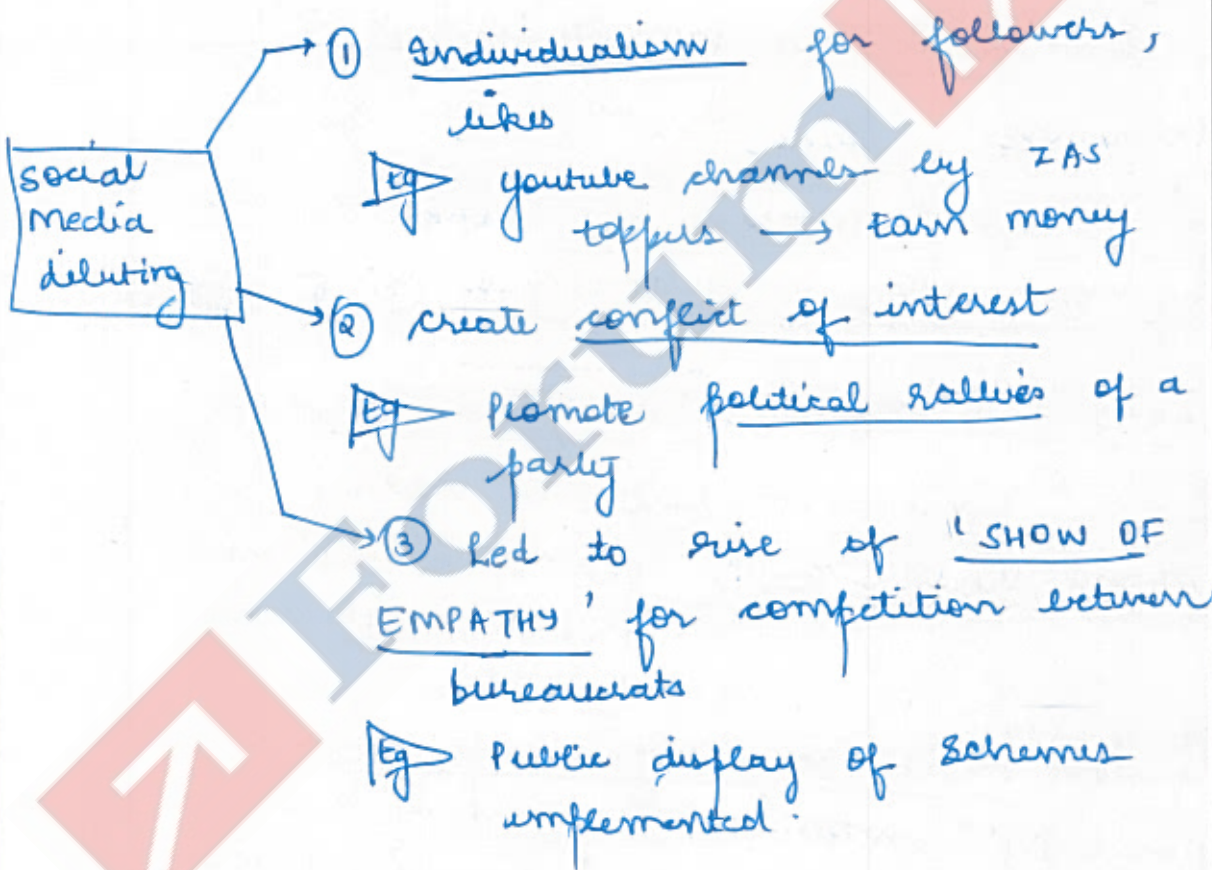 social
Media
diluting
① Individualism for followers,
likes
Eg youtube channels by IAS
toppers → Earn money
② create conflict of interest
Eg Promote political rallies of a
party
③ Led to rise of 'SHOW OF
EMPATHY' for competition between
bureaucrats
Eg Public display of Schemes
implemented.
Forum